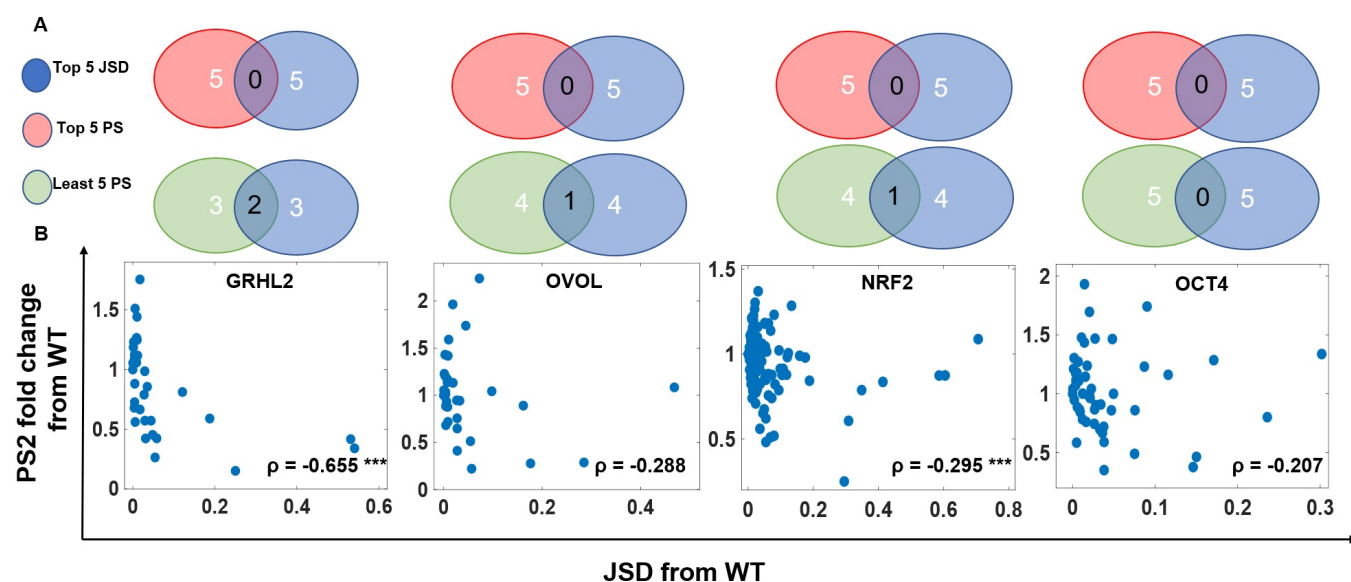 A
Top 5 JSD
Top 5 PS
Least 5 PS
5 0 5
5 0 5
5 0 5
5 0 5
3 2 3
4 1 4
4 1 4
5 0 5
B
PS2 fold change
from WT
GRHL2
1.5
1
0.5
0
0 0.2 0.4 0.6
ρ = -0.655 ***
OVOL
2
1.5
1
0.5
0
0 0.2 0.4
ρ = -0.288
NRF2
1.5
1
0.5
0 0.2 0.4 0.6 0.8
ρ = -0.295 ***
OCT4
2
1.5
1
0.5
0 0.1 0.2 0.3
ρ = -0.207
JSD from WT